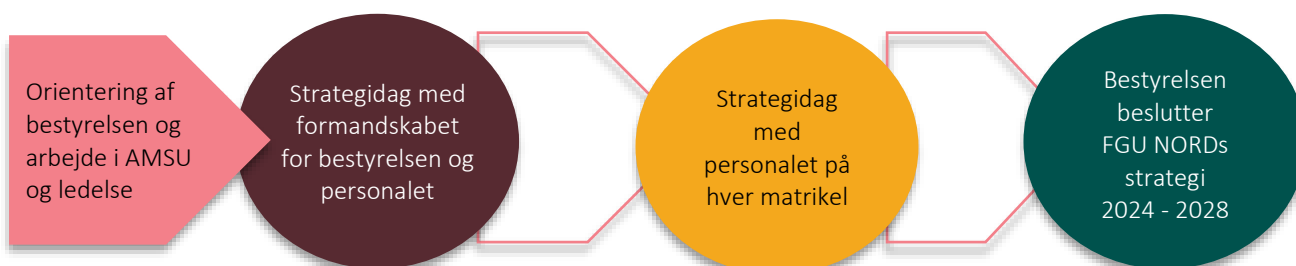 Orientering af
bestyrelsen og
arbejde i AMSU
og ledelse
Strategidag med
formandskabet
for bestyrelsen og
personalet
Strategidag
med
personalet på
hver matrikel
Bestyrelsen
beslutter
FGU NORDs
strategi
2024 - 2028